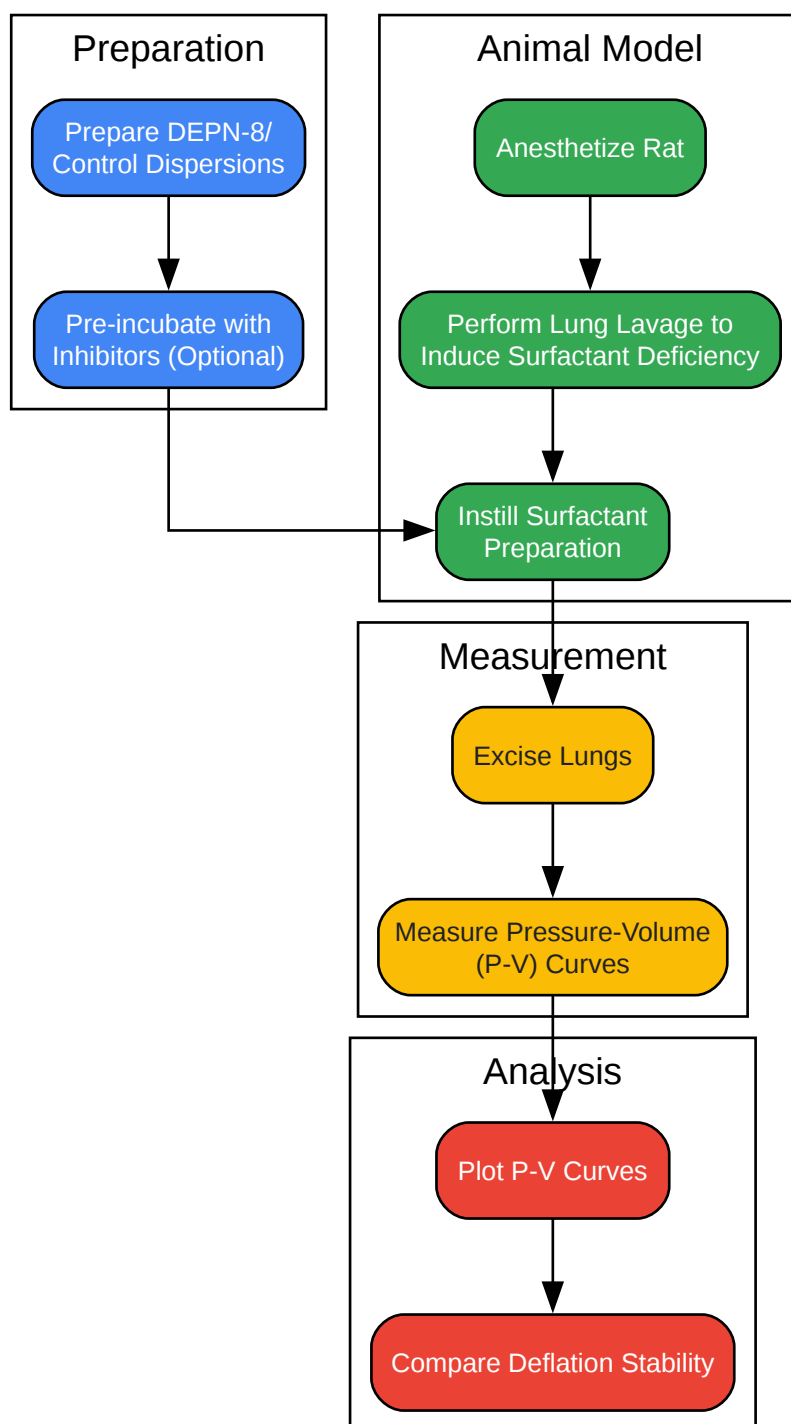 Preparation
Prepare DEPN-8/
Control Dispersions
Pre-incubate with
Inhibitors (Optional)
Animal Model
Anesthetize Rat
Perform Lung Lavage to
Induce Surfactant Deficiency
Instill Surfactant
Preparation
Measurement
Excise Lungs
Measure Pressure-Volume
(P-V) Curves
Analysis
Plot P-V Curves
Compare Deflation Stability